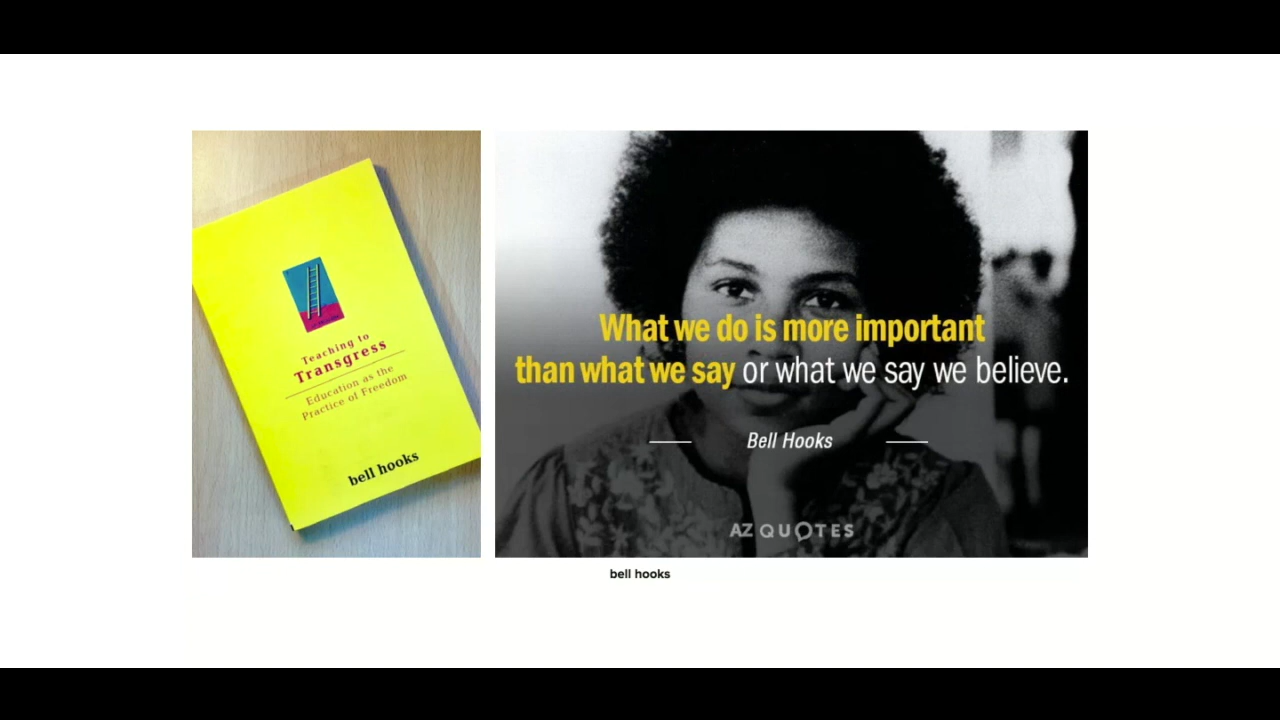 Teaching to
Transgress
Education as the
Practice of Freedom
bell hooks
What we do is more important
than what we say or what we say we believe.
Bell Hooks
AZ QUOTES
bell hooks